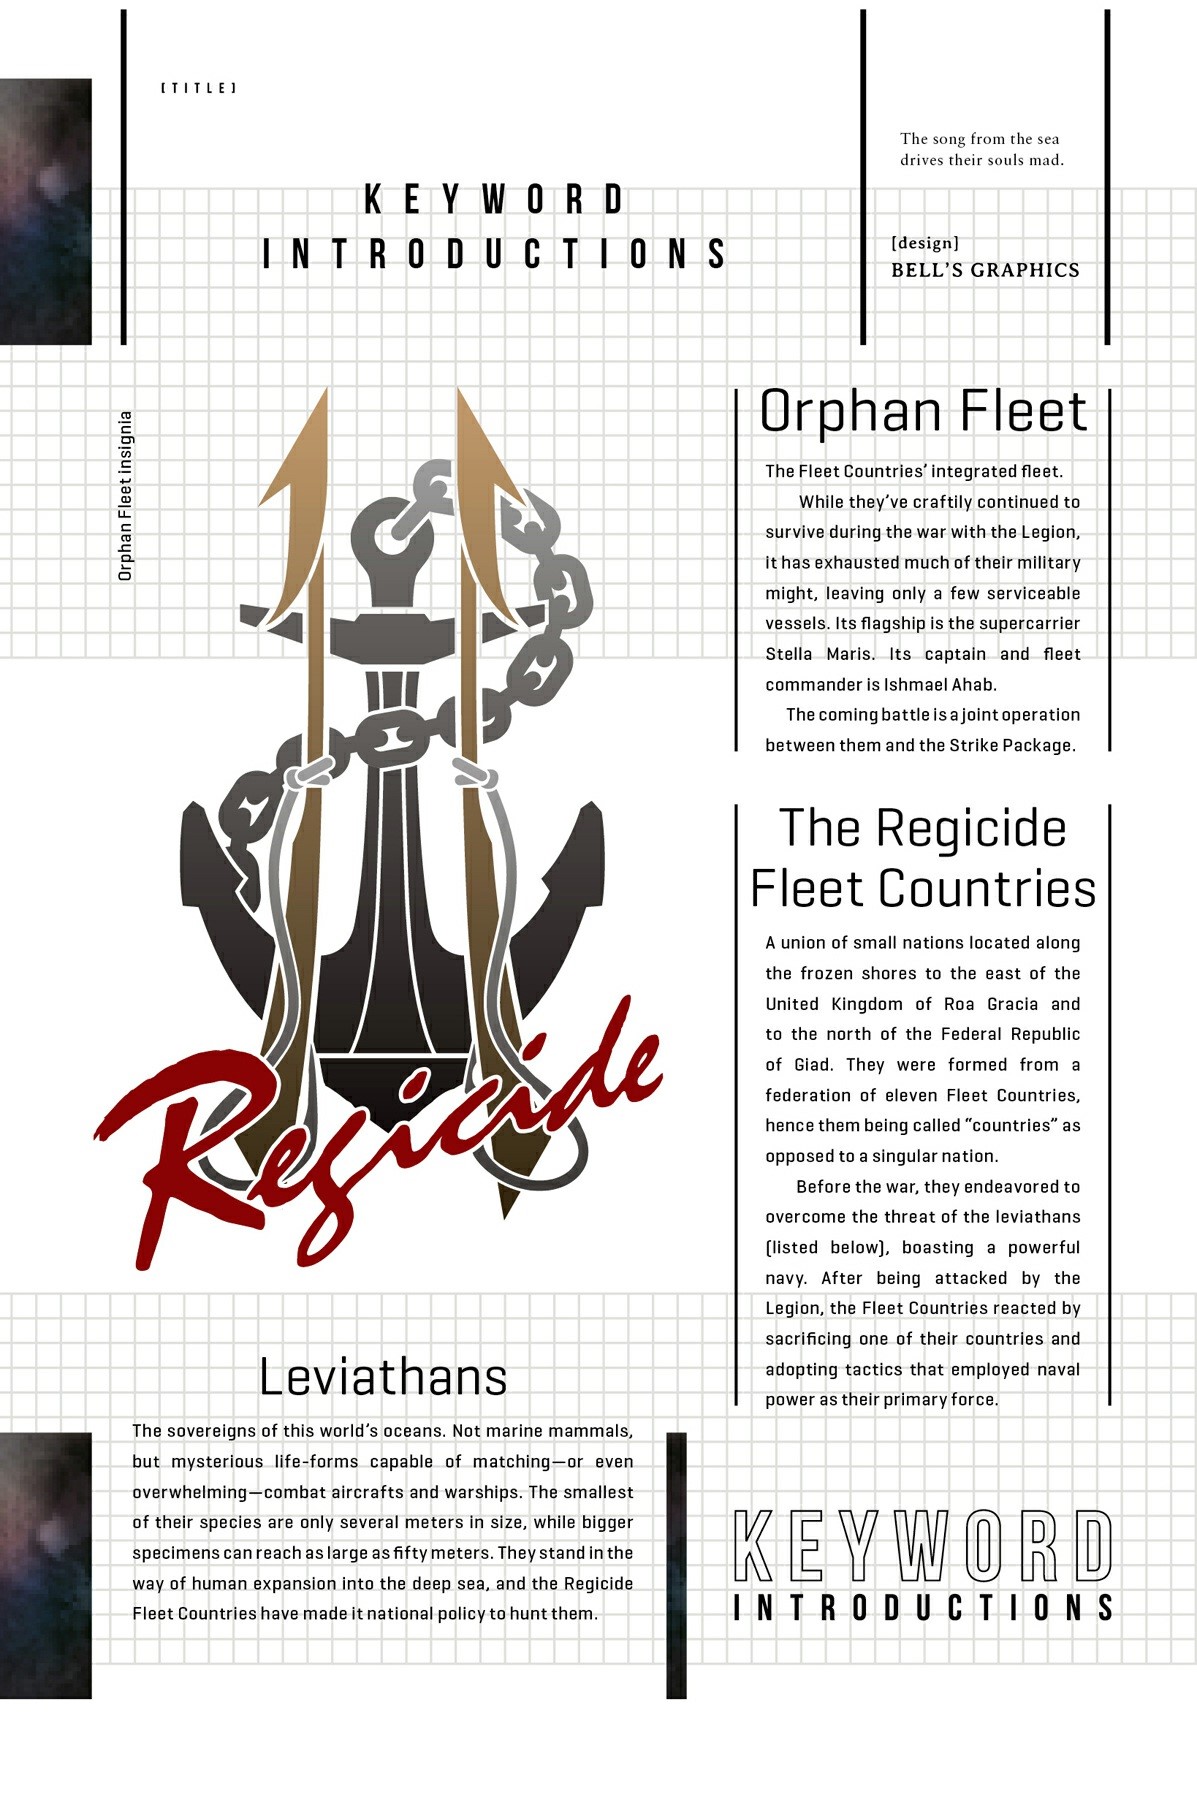 [TITLE]
KEYWORD
INTRODUCTIONS
The song from the sea
drives their souls mad.
[design]
BELL'S GRAPHICS
Orphan Fleet insignia
Regicide
Orphan Fleet
The Fleet Countries' integrated fleet.
While they've craftily continued to
survive during the war with the Legion,
it has exhausted much of their military
might, leaving only a few serviceable
vessels. Its flagship is the supercarrier
Stella Maris. Its captain and fleet
commander is Ishmael Ahab.
The coming battle is a joint operation
between them and the Strike Package.
The Regicide
Fleet Countries
A union of small nations located along
the frozen shores to the east of the
United Kingdom of Roa Gracia and
to the north of the Federal Republic
of Giad. They were formed from a
federation of eleven Fleet Countries,
hence them being called “countries” as
opposed to a singular nation.
Before the war, they endeavored to
overcome the threat of the leviathans
(listed below), boasting a powerful
navy. After being attacked by the
Legion, the Fleet Countries reacted by
sacrificing one of their countries and
adopting tactics that employed naval
power as their primary force.
Leviathans
The sovereigns of this world's oceans. Not marine mammals,
but mysterious life-forms capable of matching—or even
overwhelming—combat aircrafts and warships. The smallest
of their species are only several meters in size, while bigger
specimens can reach as large as fifty meters. They stand in the
way of human expansion into the deep sea, and the Regicide
Fleet Countries have made it national policy to hunt them.
KEYWORD
INTRODUCTIONS